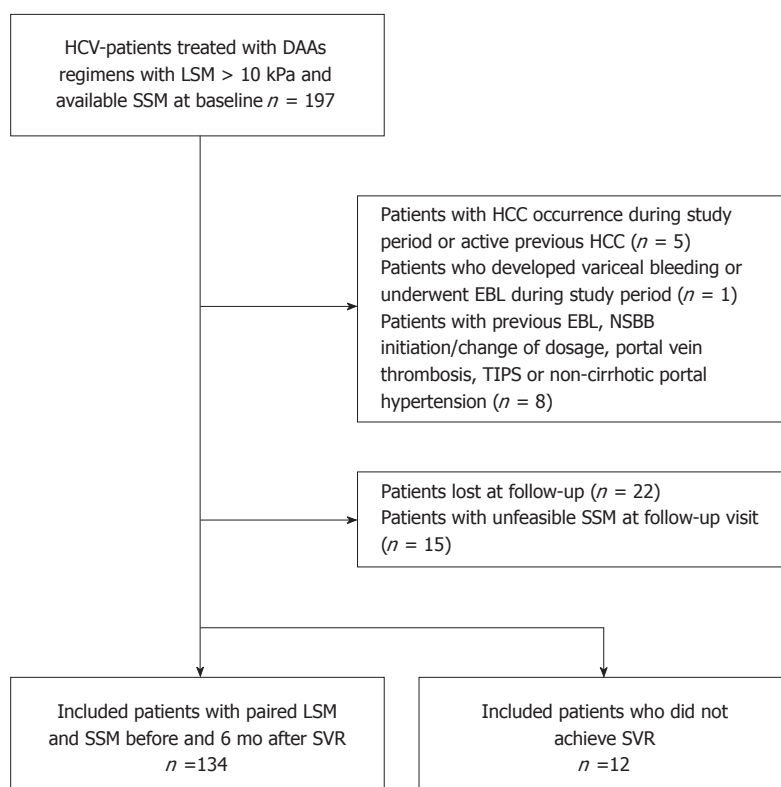 HCV-patients treated with DAAs
regimens with LSM > 10 kPa and
available SSM at baseline n = 197
Patients with HCC occurrence during study
period or active previous HCC (n = 5)
Patients who developed variceal bleeding or
underwent EBL during study period (n = 1)
Patients with previous EBL, NSBB
initiation/change of dosage, portal vein
thrombosis, TIPS or non-cirrhotic portal
hypertension (n = 8)
Patients lost at follow-up (n = 22)
Patients with unfeasible SSM at follow-up visit
(n = 15)
Included patients with paired LSM
and SSM before and 6 mo after SVR
n =134
Included patients who did not
achieve SVR
n =12